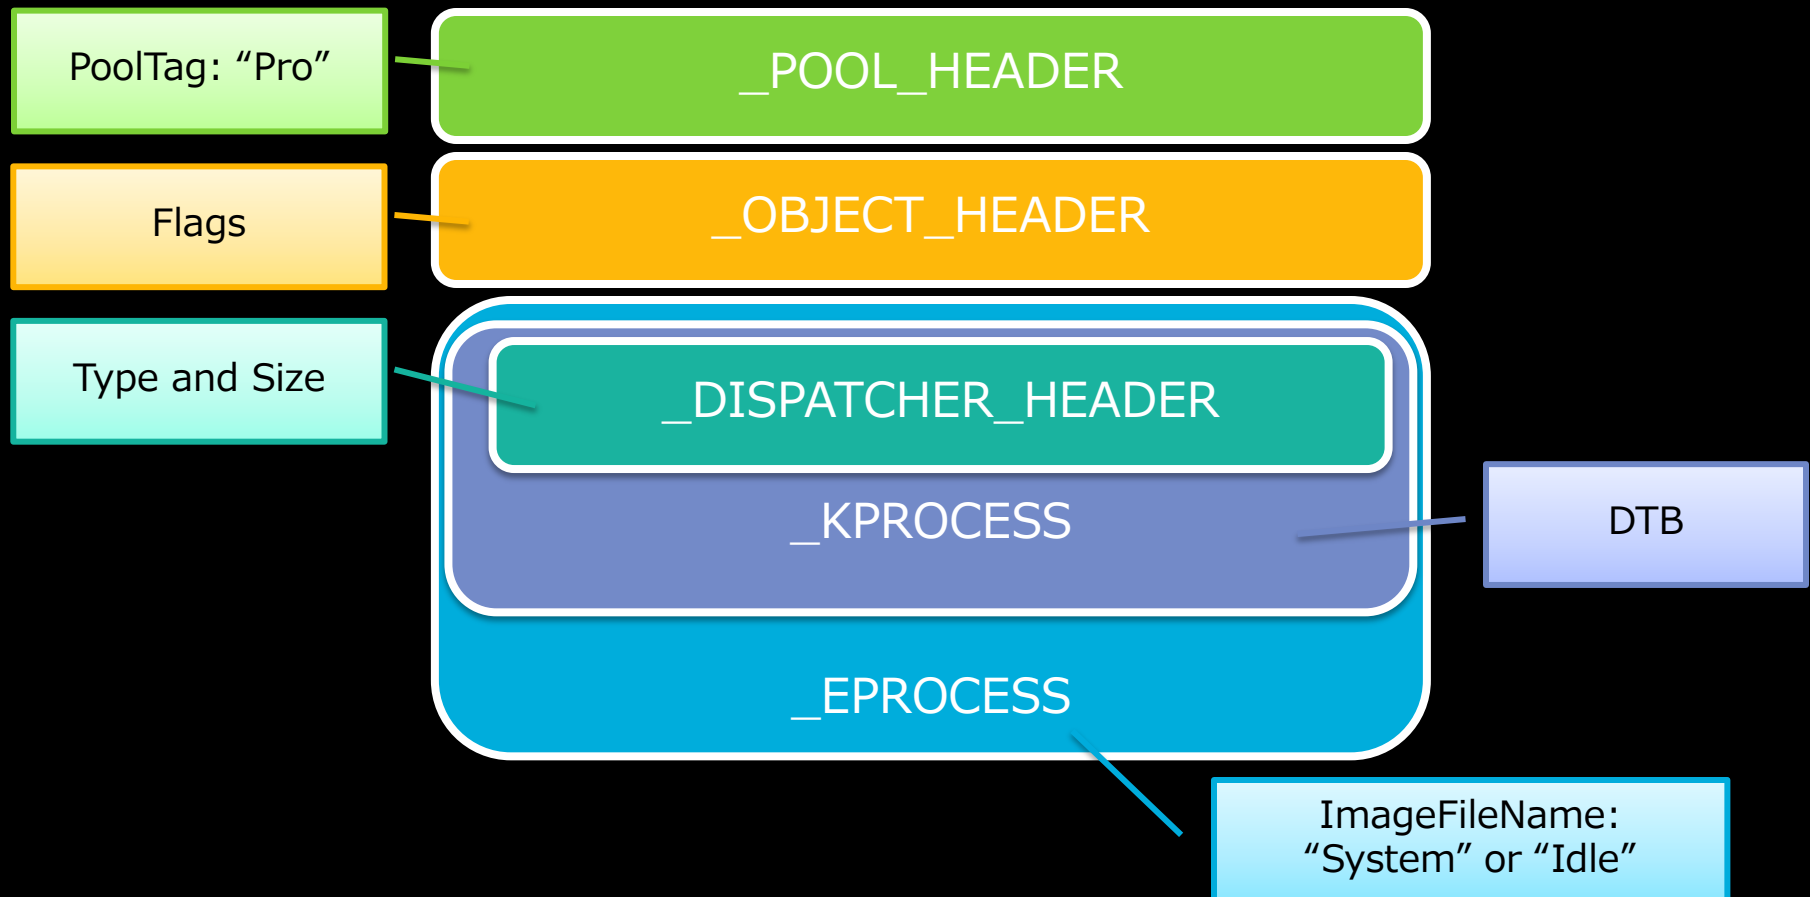 PoolTag: “Pro”
_POOL_HEADER
Flags
_OBJECT_HEADER
Type and Size
_DISPATCHER_HEADER
_KPROCESS
DTB
_EPROCESS
ImageFileName:
“System” or “Idle”